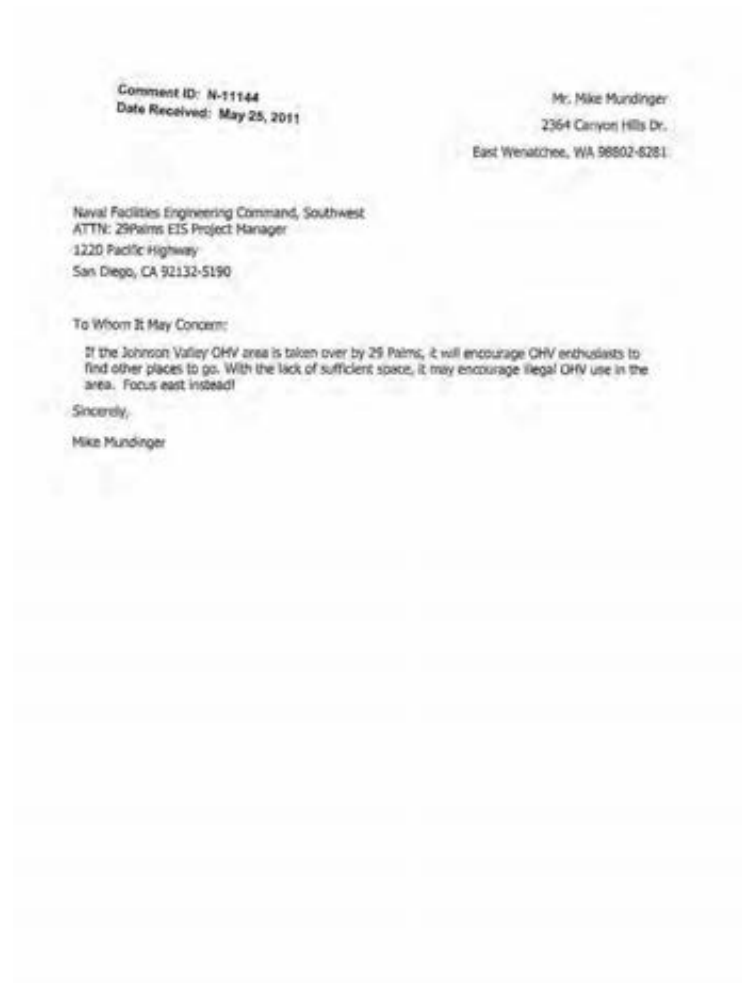 Comment ID: N-11144
Date Received: May 25, 2011
Mr. Mike Mundinger
2364 Canyon Hills Dr.
East Wenatchee, WA 98802-8281
Naval Facilities Engineering Command, Southwest
ATTN: 29Palms EIS Project Manager
1220 Pacific Highway
San Diego, CA 92132-5190
To Whom It May Concern:
If the Johnson Valley OHV area is taken over by 29 Palms, it will encourage OHV enthusiasts to
find other places to go. With the lack of sufficient space, it may encourage illegal OHV use in the
area. Focus east instead!
Sincerely,
Mike Mundinger